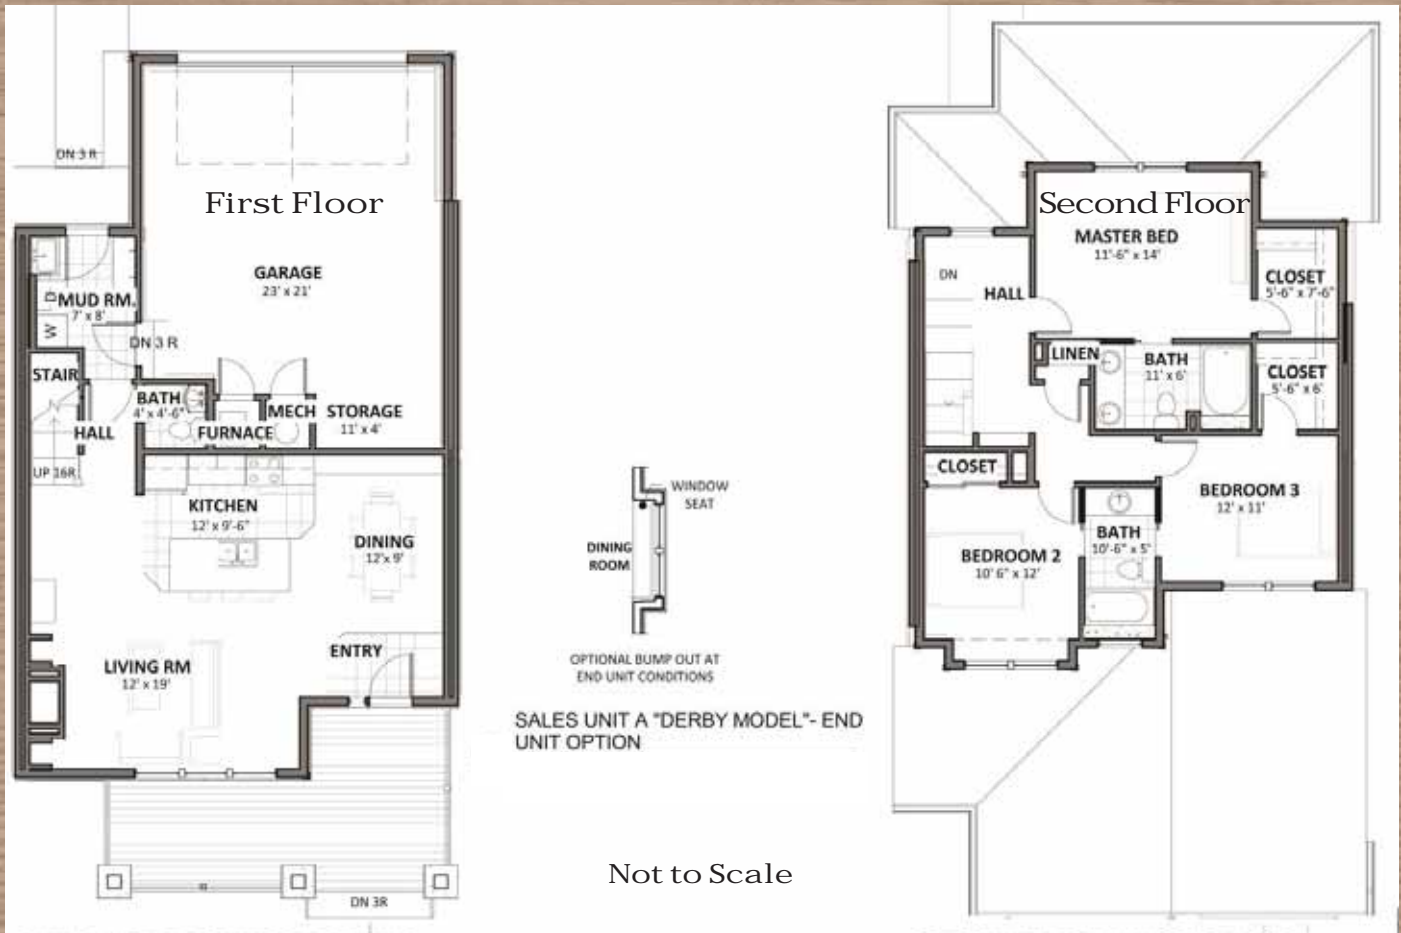 DN 3 R
First Floor
GARAGE
23' x 21'
D
MUD RM.
7' x 8'
W
DN 3 R
STAIR
BATH
4' x 4'-6"
MECH
STORAGE
11' x 4'
HALL
FURNACE
UP 16R
KITCHEN
12' x 9'-6"
DINING
12'x 9'
ENTRY
LIVING RM
12' x 19'
DN 3R
WINDOW
SEAT
DINING
ROOM
OPTIONAL BUMP OUT AT
END UNIT CONDITIONS
SALES UNIT A "DERBY MODEL"- END
UNIT OPTION
Not to Scale
Second Floor
MASTER BED
11'-6" x 14'
DN
HALL
CLOSET
5'-6" x 7'-6"
LINEN
BATH
11' x 6'
CLOSET
5'-6" x 6'
CLOSET
BEDROOM 3
12' x 11'
BATH
10'-6" x 5'
BEDROOM 2
10' 6" x 12'